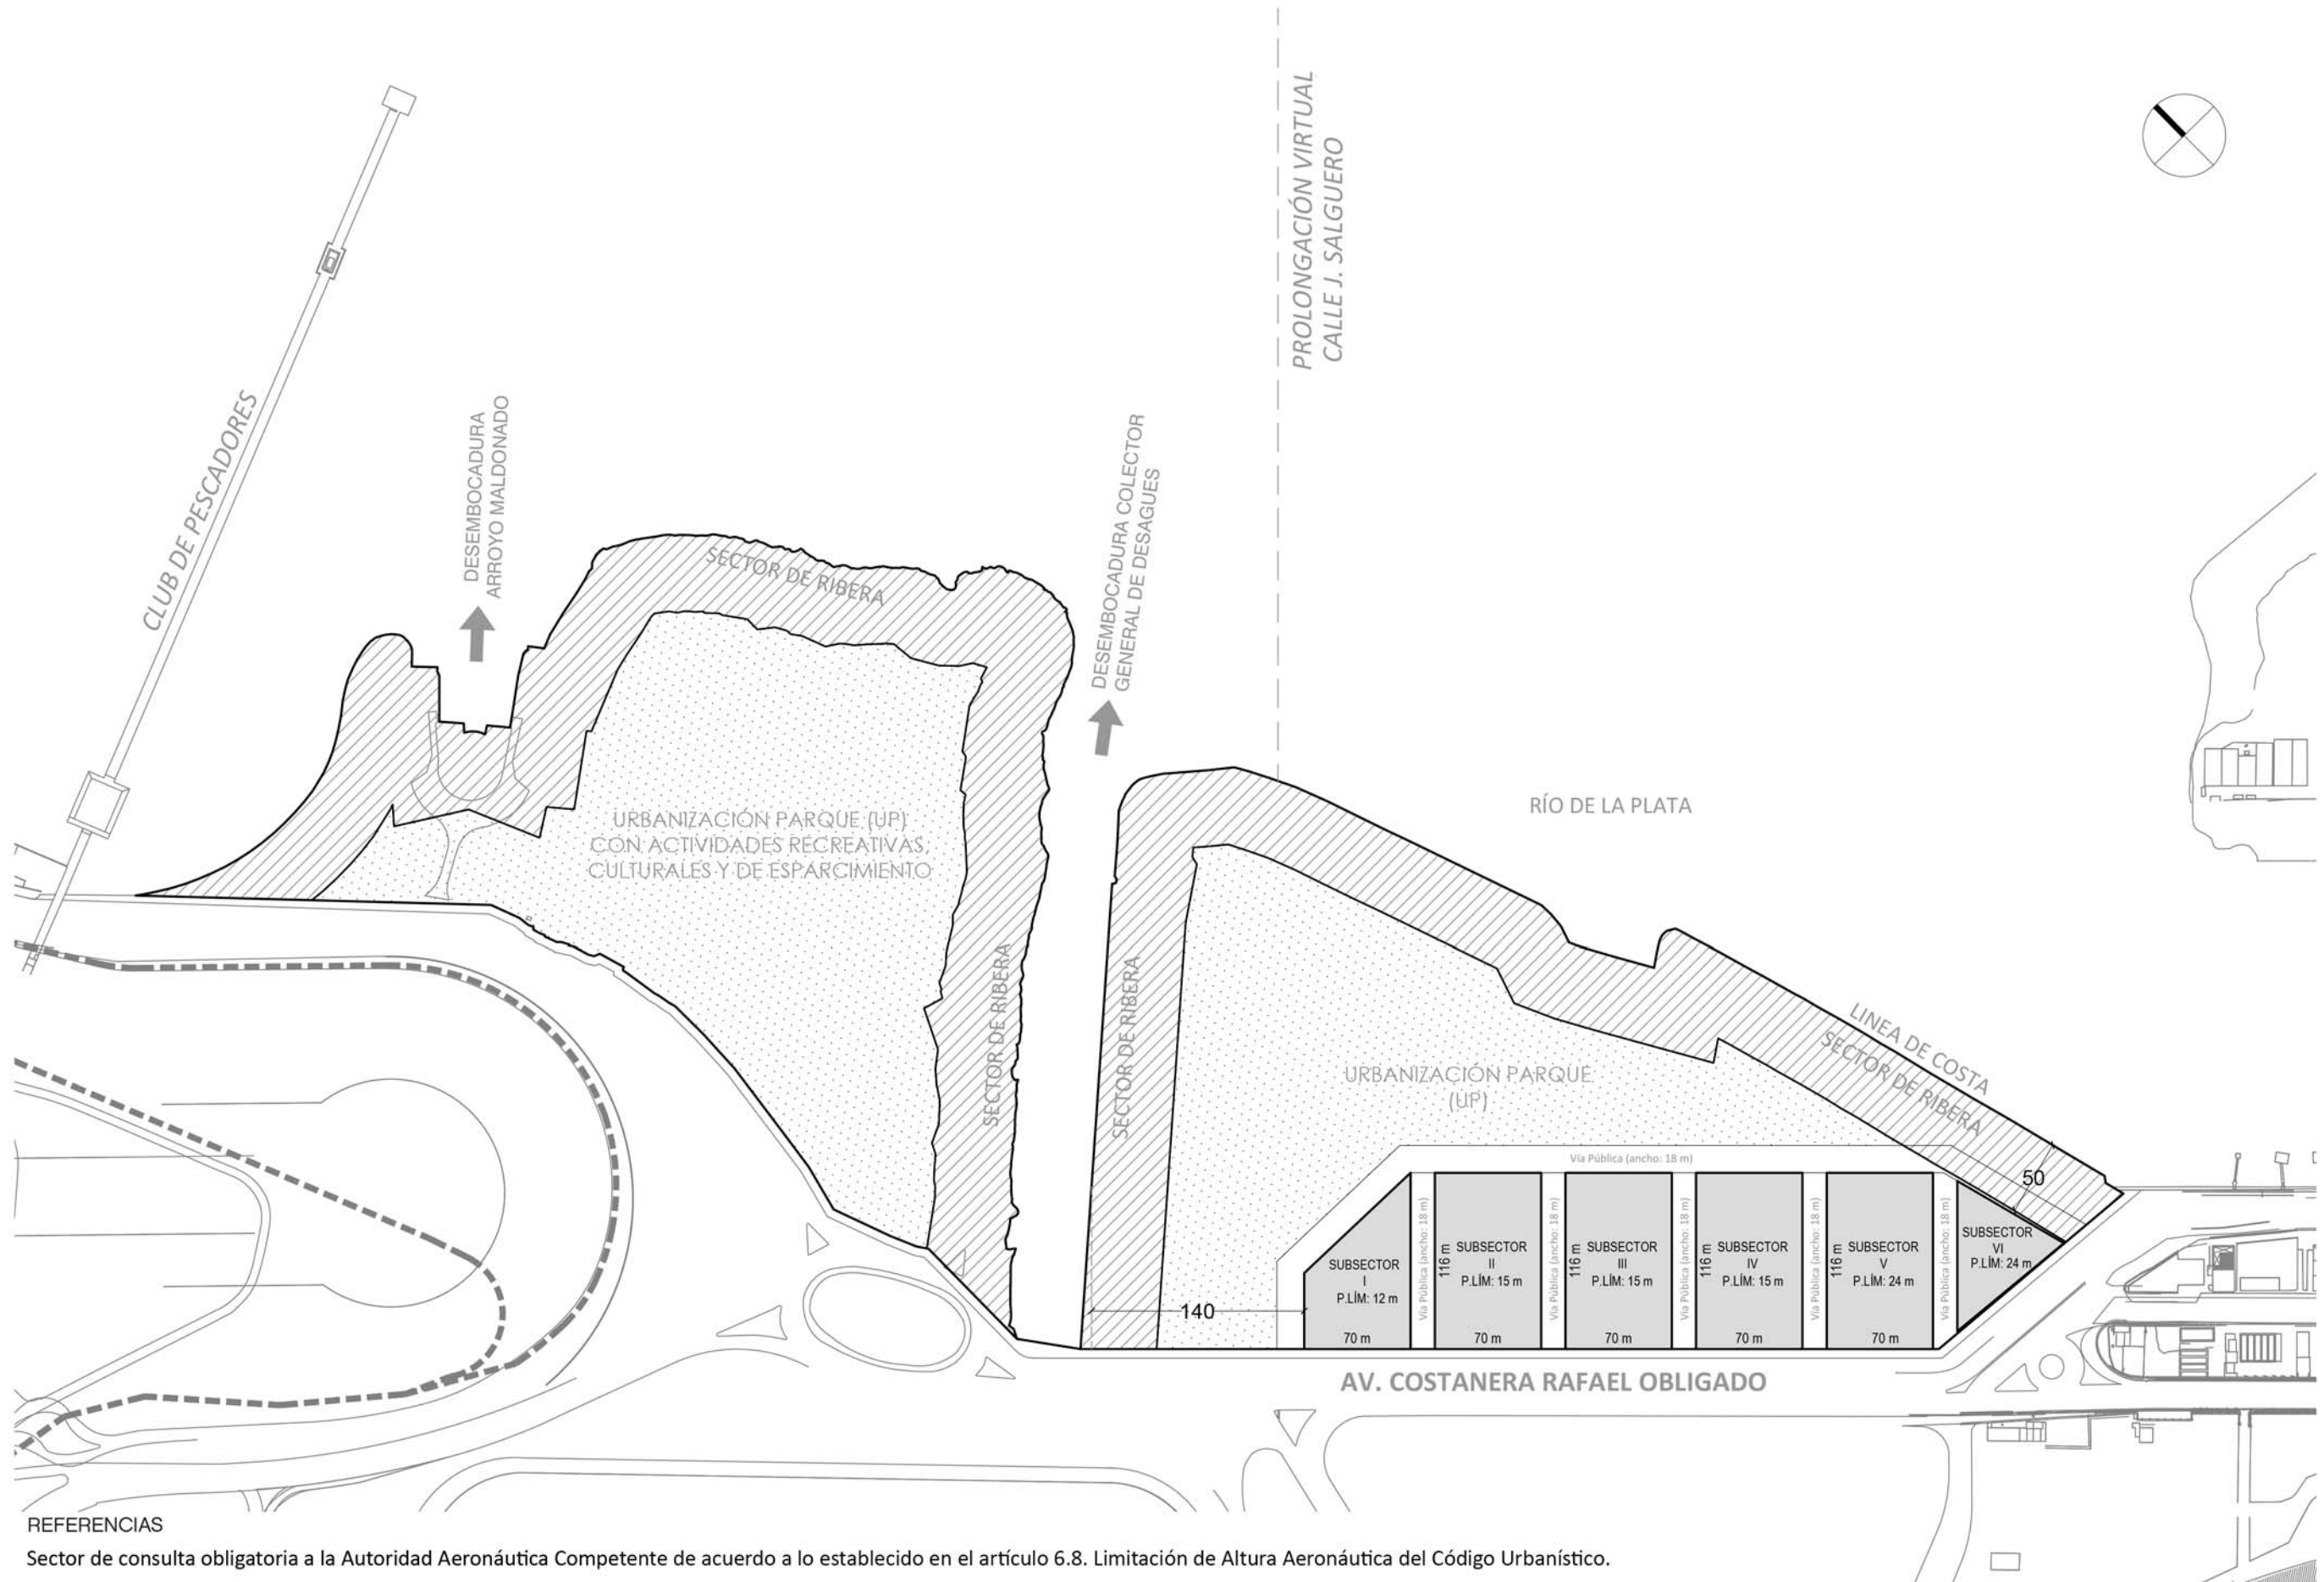 PROLONGACIÓN VIRTUAL
CALLE J. SALGUERO
CLUB DE PESCADORES
DESEMBOCADURA
ARROYO MALDONADO
DESEMBOCADURA COLECTOR
GENERAL DE DESAGUES
SECTOR DE RIBERA
RÍO DE LA PLATA
URBANIZACIÓN PARQUE (UP)
CON ACTIVIDADES RECREATIVAS,
CULTURALES Y DE ESPARCIMIENTO
SECTOR DE RIBERA
SECTOR DE RIBERA
LINEA DE COSTA
SECTOR DE RIBERA
URBANIZACIÓN PARQUE
(UP)
Vía Pública (ancho: 18 m)
50
140
SUBSECTOR
I
P.LÍM: 12 m
70 m
Vía Pública (ancho: 18 m)
116 m
SUBSECTOR
II
P.LÍM: 15 m
70 m
Vía Pública (ancho: 18 m)
116 m
SUBSECTOR
III
P.LÍM: 15 m
70 m
Vía Pública (ancho: 18 m)
116 m
SUBSECTOR
IV
P.LÍM: 15 m
70 m
Vía Pública (ancho: 18 m)
116 m
SUBSECTOR
V
P.LÍM: 24 m
70 m
Vía Pública (ancho: 18 m)
SUBSECTOR
VI
P.LÍM: 24 m
AV. COSTANERA RAFAEL OBLIGADO
REFERENCIAS
Sector de consulta obligatoria a la Autoridad Aeronáutica Competente de acuerdo a lo establecido en el artículo 6.8. Limitación de Altura Aeronáutica del Código Urbanístico.